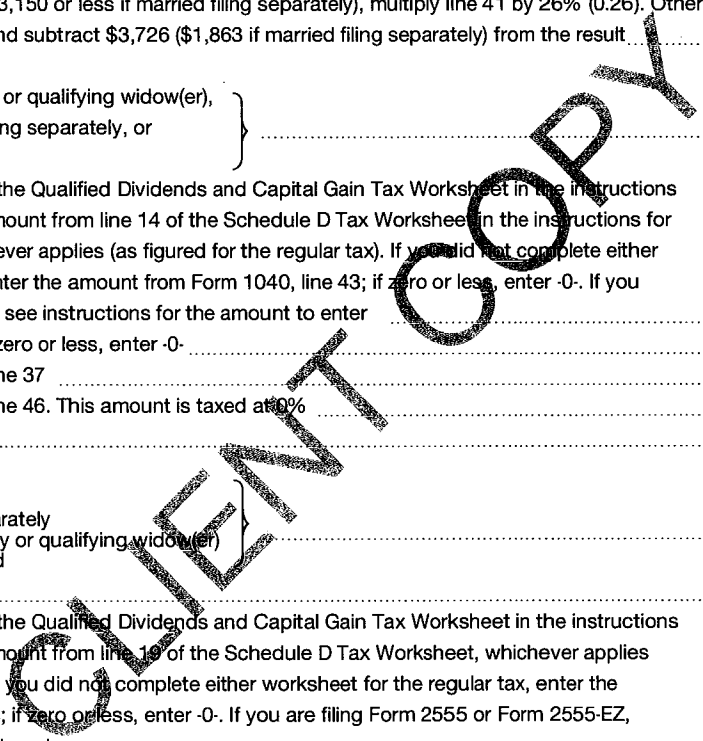 3,150 or less if married filing separately), multiply line 41 by 26% (0.26). Other
nd subtract $3,726 ($1,863 if married filing separately) from the result
or qualifying widow(er),
ng separately, or
the Qualified Dividends and Capital Gain Tax Worksheet in the instructions
mount from line 14 of the Schedule D Tax Worksheet in the instructions for
ever applies (as figured for the regular tax). If you did not complete either
nter the amount from Form 1040, line 43; if zero or less, enter -0-. If you
see instructions for the amount to enter
zero or less, enter -0-
ne 37
ne 46. This amount is taxed at 0%
rately
y or qualifying widow(er)
d
the Qualified Dividends and Capital Gain Tax Worksheet in the instructions
mount from line 19 of the Schedule D Tax Worksheet, whichever applies
you did not complete either worksheet for the regular tax, enter the
; if zero or less, enter -0-. If you are filing Form 2555 or Form 2555-EZ,
CLIENT COPY